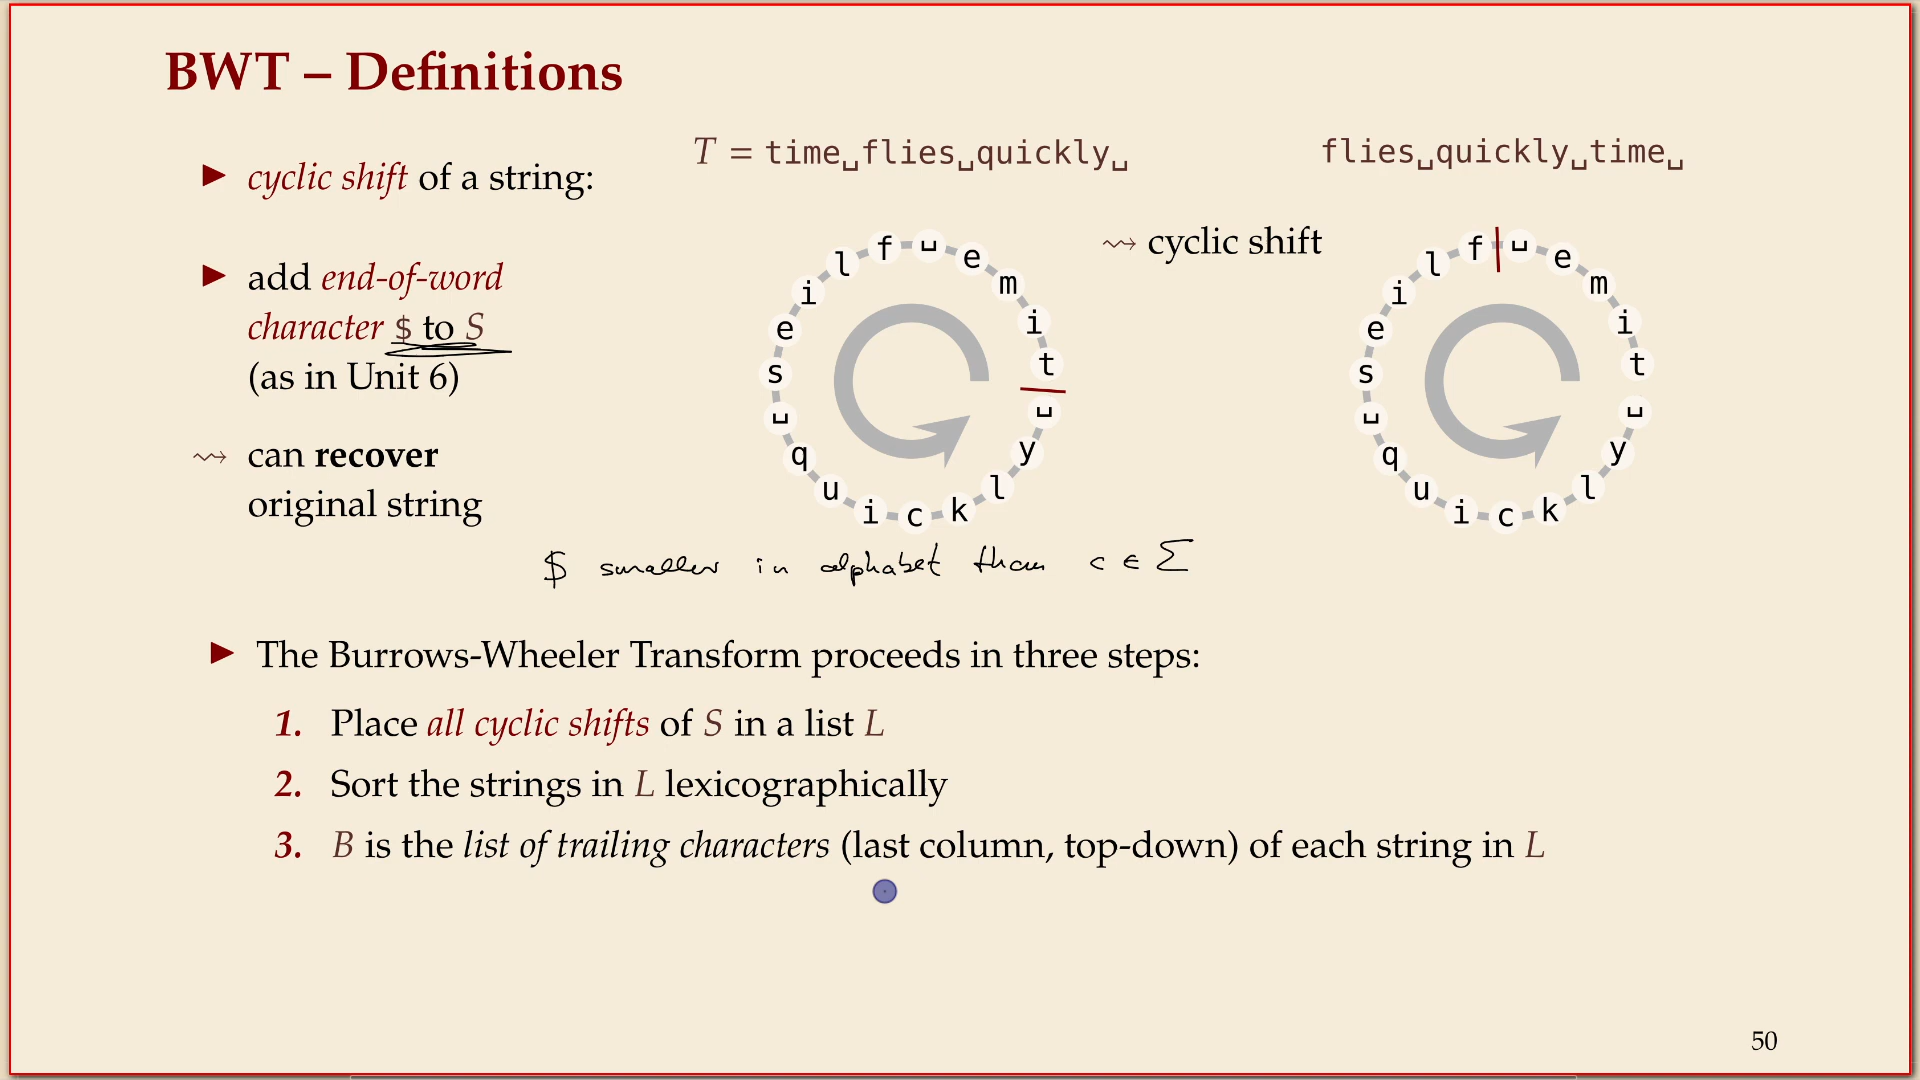 BWT – Definitions
▶ cyclic shift of a string:
T = time␣flies␣quickly␣
flies␣quickly␣time␣
⇝ cyclic shift
▶ add end-of-word
character $ to S
(as in Unit 6)
⇝ can recover
original string
t i m e ␣ f l i e s ␣ q u i c k l y ␣
f l i e s ␣ q u i c k l y ␣ t i m e ␣
$ smaller in alphabet than c ∈ Σ
▶ The Burrows-Wheeler Transform proceeds in three steps:
1. Place all cyclic shifts of S in a list L
2. Sort the strings in L lexicographically
3. B is the list of trailing characters (last column, top-down) of each string in L
50